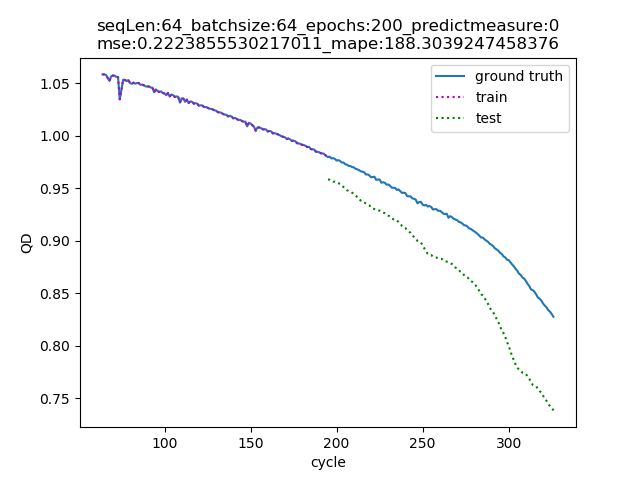 seqLen:64_batchsize:64_epochs:200_predictmeasure:0
mse:0.2223855530217011_mape:188.3039247458376
ground truth
train
test
1.05
1.00
0.95
0.90
0.85
0.80
0.75
QD
100 150 200 250 300
cycle